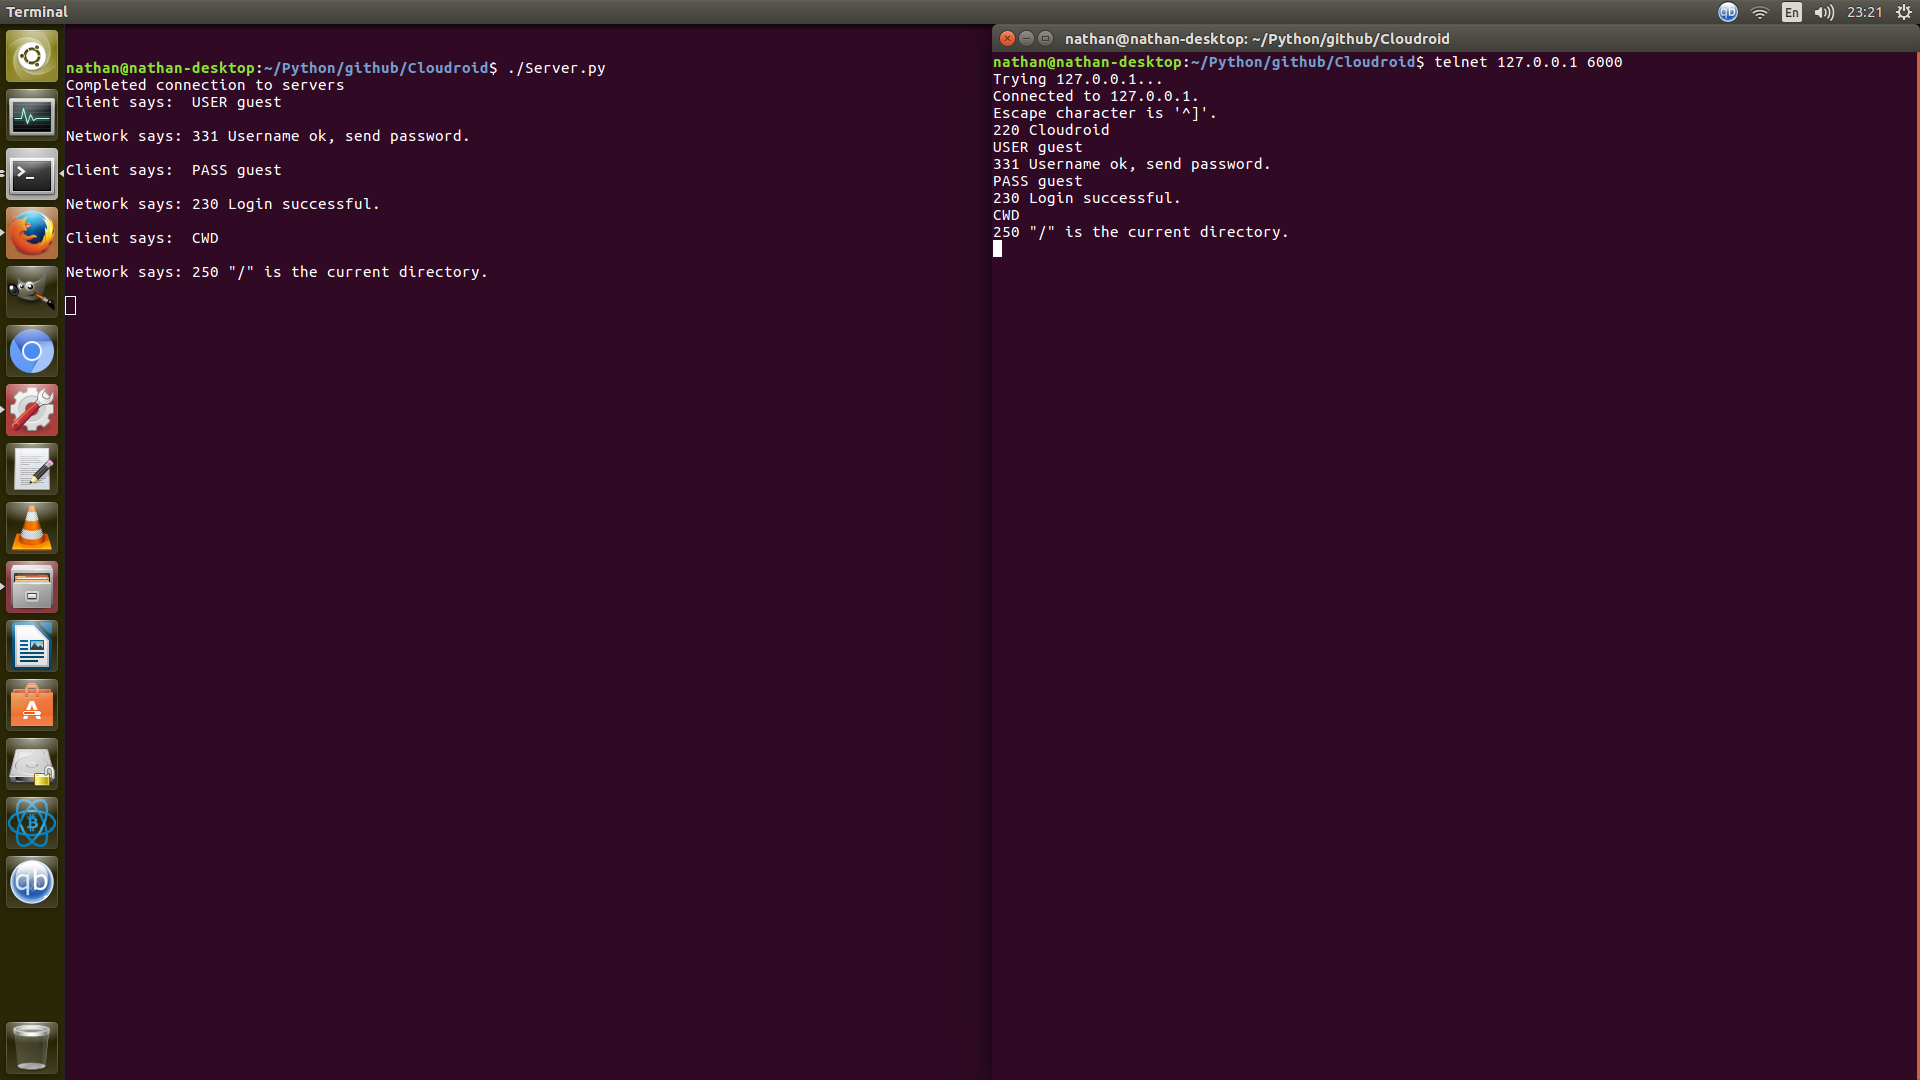 Terminal
En
23:21
nathan@nathan-desktop:~/Python/github/Cloudroid$ ./Server.py
Completed connection to servers
Client says:  USER guest
Network says: 331 Username ok, send password.
Client says:  PASS guest
Network says: 230 Login successful.
Client says:  CWD
Network says: 250 "/" is the current directory.
nathan@nathan-desktop: ~/Python/github/Cloudroid
nathan@nathan-desktop:~/Python/github/Cloudroid$ telnet 127.0.0.1 6000
Trying 127.0.0.1...
Connected to 127.0.0.1.
Escape character is '^]'.
220 Cloudroid
USER guest
331 Username ok, send password.
PASS guest
230 Login successful.
CWD
250 "/" is the current directory.
qb